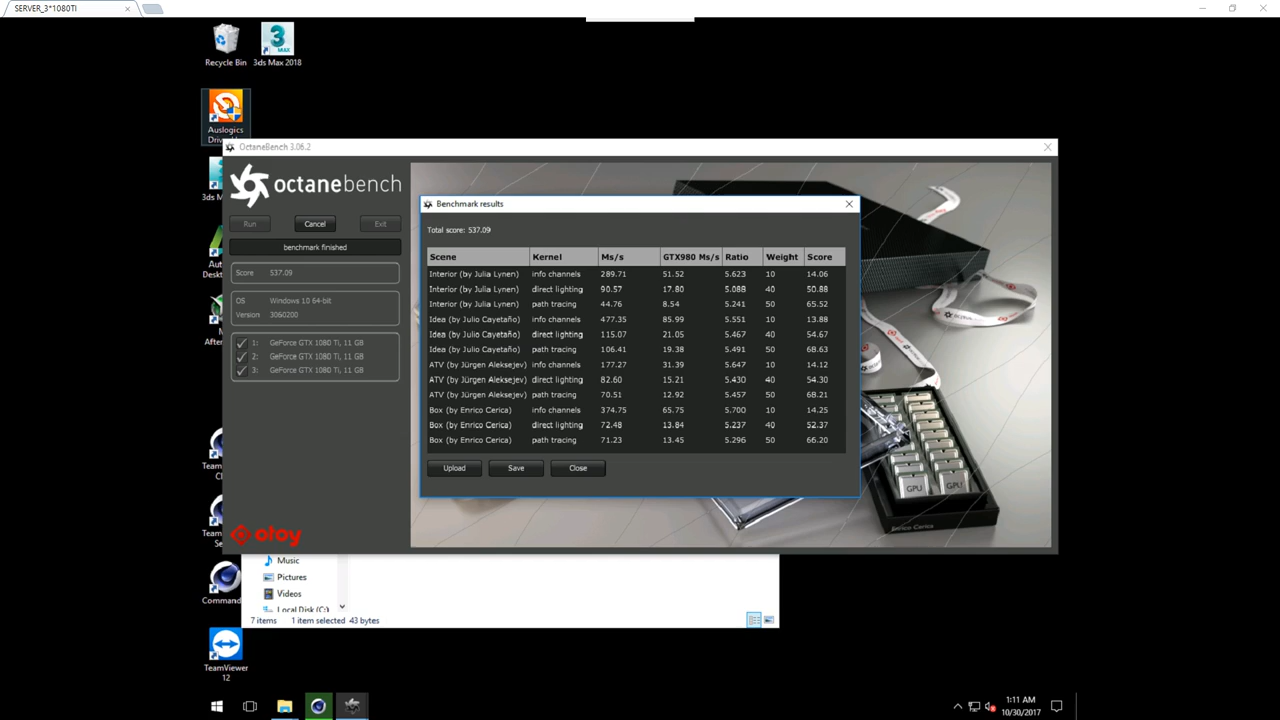 SERVER_3*1080TI
Recycle Bin
3ds Max 2018
Auslogics
OctaneBench 3.06.2
octanebench
Run Cancel Exit
benchmark finished
Score 537.09
OS Windows 10 64-bit
Version 3060200
1: GeForce GTX 1080 Ti, 11 GB
2: GeForce GTX 1080 Ti, 11 GB
3: GeForce GTX 1080 Ti, 11 GB
otoy
Benchmark results
Total score: 537.09
Scene Kernel Ms/s GTX980 Ms/s Ratio Weight Score
Interior (by Julia Lynen) info channels 289.71 51.52 5.623 10 14.06
Interior (by Julia Lynen) direct lighting 90.57 17.80 5.088 40 50.88
Interior (by Julia Lynen) path tracing 44.76 8.54 5.241 50 65.52
Idea (by Julio Cayetaño) info channels 477.35 85.99 5.551 10 13.88
Idea (by Julio Cayetaño) direct lighting 115.07 21.05 5.467 40 54.67
Idea (by Julio Cayetaño) path tracing 106.41 19.38 5.491 50 68.63
ATV (by Jürgen Aleksejev) info channels 177.27 31.39 5.647 10 14.12
ATV (by Jürgen Aleksejev) direct lighting 82.60 15.21 5.430 40 54.30
ATV (by Jürgen Aleksejev) path tracing 70.51 12.92 5.457 50 68.21
Box (by Enrico Cerica) info channels 374.75 65.75 5.700 10 14.25
Box (by Enrico Cerica) direct lighting 72.48 13.84 5.237 40 52.37
Box (by Enrico Cerica) path tracing 71.23 13.45 5.296 50 66.20
Upload Save Close
GPU GPU
Enrico Cerica
Music
Pictures
Videos
Local Disk (C:)
7 items 1 item selected 43 bytes
TeamViewer
12
1:11 AM
10/30/2017